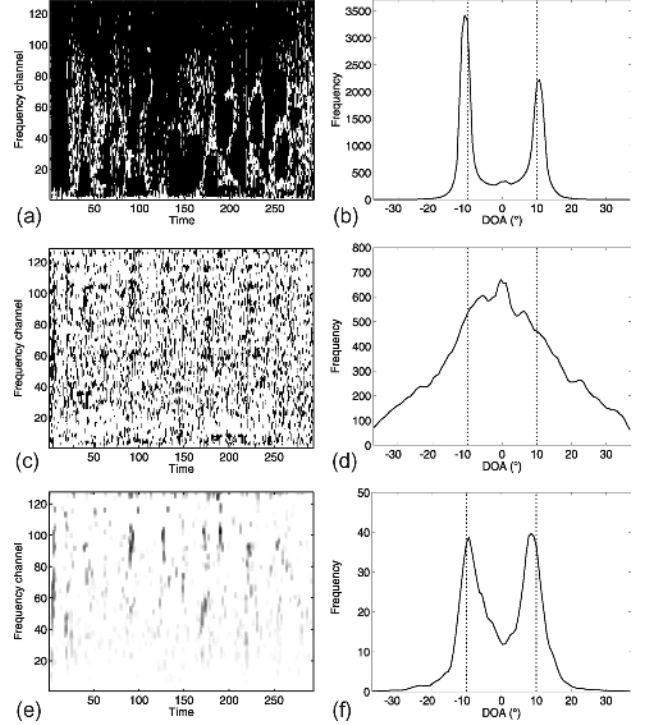 120
100
80
60
40
20
Frequency channel
50 100 150 200 250
Time
(a)
3500
3000
2500
2000
1500
1000
500
0
Frequency
-30 -20 -10 0 10 20 30
DOA (°)
(b)
120
100
80
60
40
20
Frequency channel
50 100 150 200 250
Time
(c)
800
700
600
500
400
300
200
100
0
Frequency
-30 -20 -10 0 10 20 30
DOA (°)
(d)
120
100
80
60
40
20
Frequency channel
50 100 150 200 250
Time
(e)
50
40
30
20
10
0
Frequency
-30 -20 -10 0 10 20 30
DOA (°)
(f)